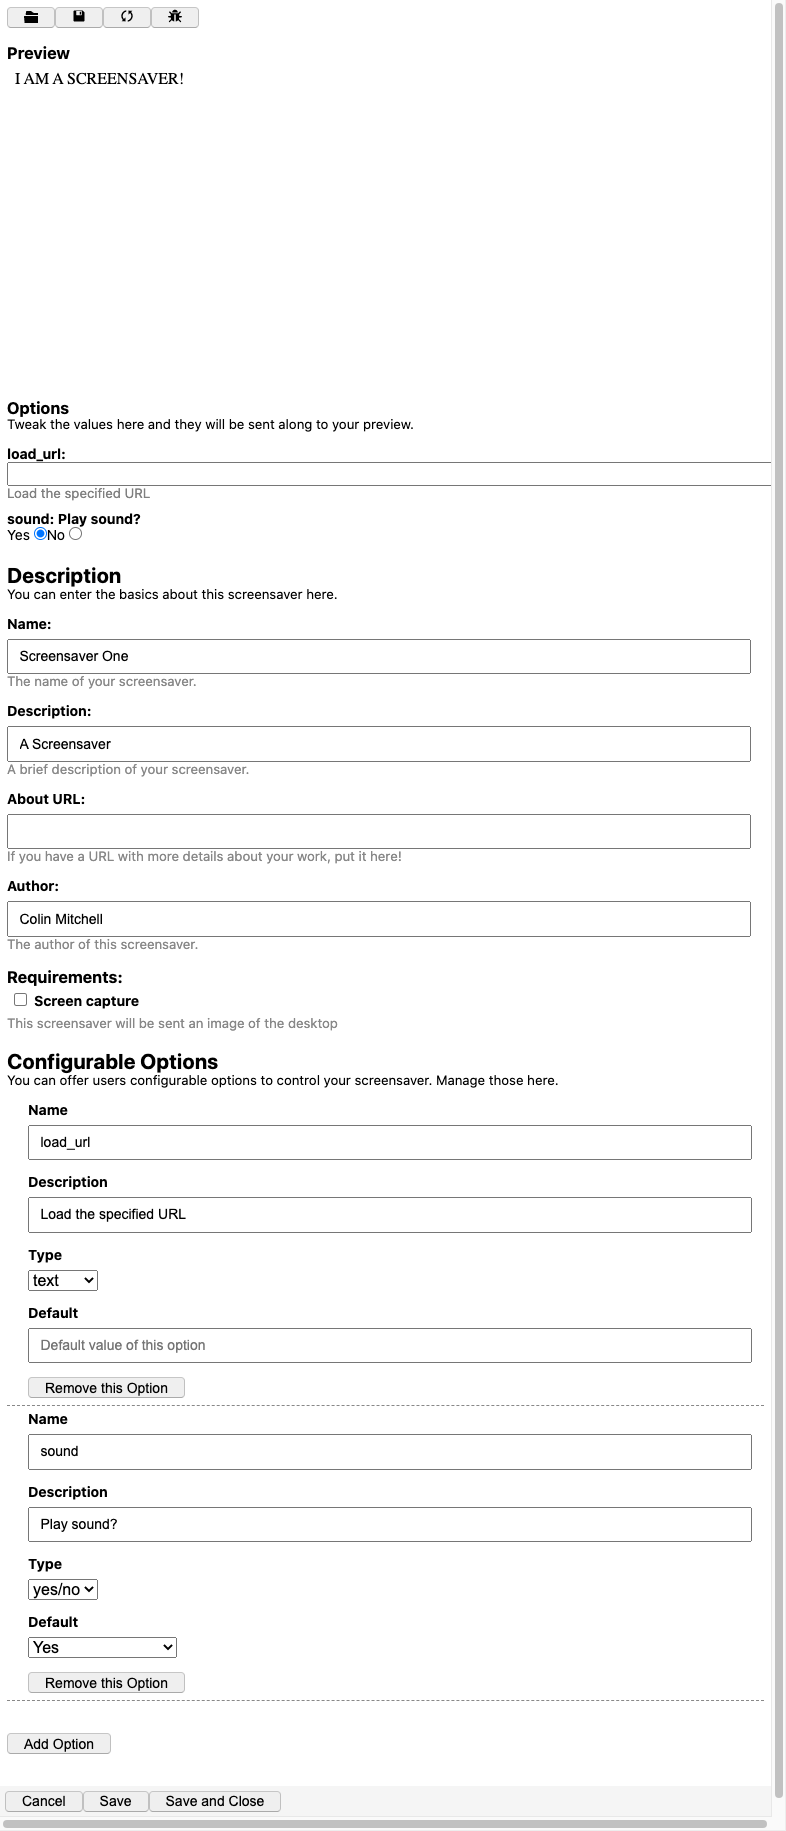 Preview
I AM A SCREENSAVER!
Options
Tweak the values here and they will be sent along to your preview.
load_url:
Load the specified URL
sound: Play sound?
Yes No
Description
You can enter the basics about this screensaver here.
Name:
Screensaver One
The name of your screensaver.
Description:
A Screensaver
A brief description of your screensaver.
About URL:
If you have a URL with more details about your work, put it here!
Author:
Colin Mitchell
The author of this screensaver.
Requirements:
Screen capture
This screensaver will be sent an image of the desktop
Configurable Options
You can offer users configurable options to control your screensaver. Manage those here.
Name
load_url
Description
Load the specified URL
Type
text
Default
Default value of this option
Remove this Option
Name
sound
Description
Play sound?
Type
yes/no
Default
Yes
Remove this Option
Add Option
Cancel Save Save and Close